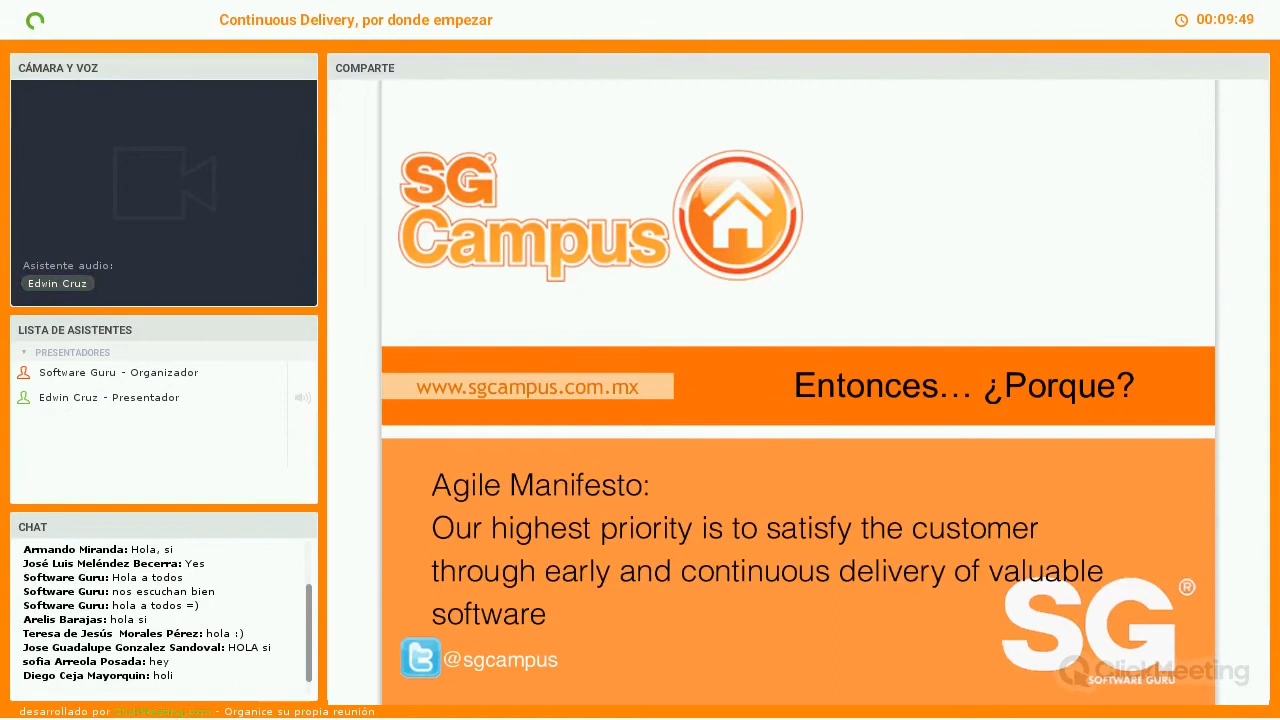 Continuous Delivery, por donde empezar
00:09:49
CÁMARA Y VOZ
Asistente audio:
Edwin Cruz
LISTA DE ASISTENTES
PRESENTADORES
Software Guru - Organizador
Edwin Cruz - Presentador
CHAT
Armando Miranda: Hola, si
José Luis Meléndez Becerra: Yes
Software Guru: Hola a todos
Software Guru: nos escuchan bien
Software Guru: hola a todos =)
Arelis Barajas: hola si
Teresa de Jesús Morales Pérez: hola :)
Jose Guadalupe Gonzalez Sandoval: HOLA si
sofia Arreola Posada: hey
Diego Ceja Mayorquin: holi
desarrollado por ClickMeeting.com - Organice su propia reunión
COMPARTE
SG
Campus
www.sgcampus.com.mx
Entonces... ¿Porque?
Agile Manifesto:
Our highest priority is to satisfy the customer
through early and continuous delivery of valuable
software
@sgcampus
SG®
SOFTWARE GURU
ClickMeeting